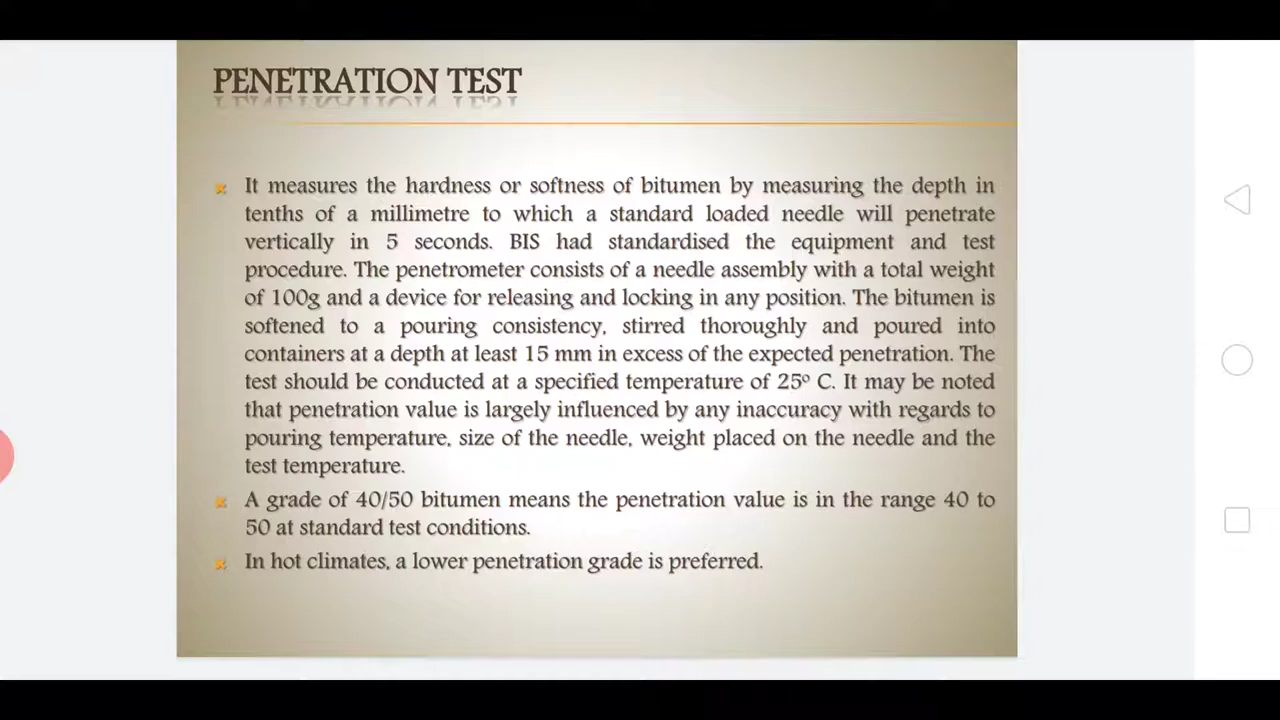 PENETRATION TEST
It measures the hardness or softness of bitumen by measuring the depth in
tenths of a millimetre to which a standard loaded needle will penetrate
vertically in 5 seconds. BIS had standardised the equipment and test
procedure. The penetrometer consists of a needle assembly with a total weight
of 100g and a device for releasing and locking in any position. The bitumen is
softened to a pouring consistency, stirred thoroughly and poured into
containers at a depth at least 15 mm in excess of the expected penetration. The
test should be conducted at a specified temperature of 25º C. It may be noted
that penetration value is largely influenced by any inaccuracy with regards to
pouring temperature, size of the needle, weight placed on the needle and the
test temperature.
A grade of 40/50 bitumen means the penetration value is in the range 40 to
50 at standard test conditions.
In hot climates, a lower penetration grade is preferred.